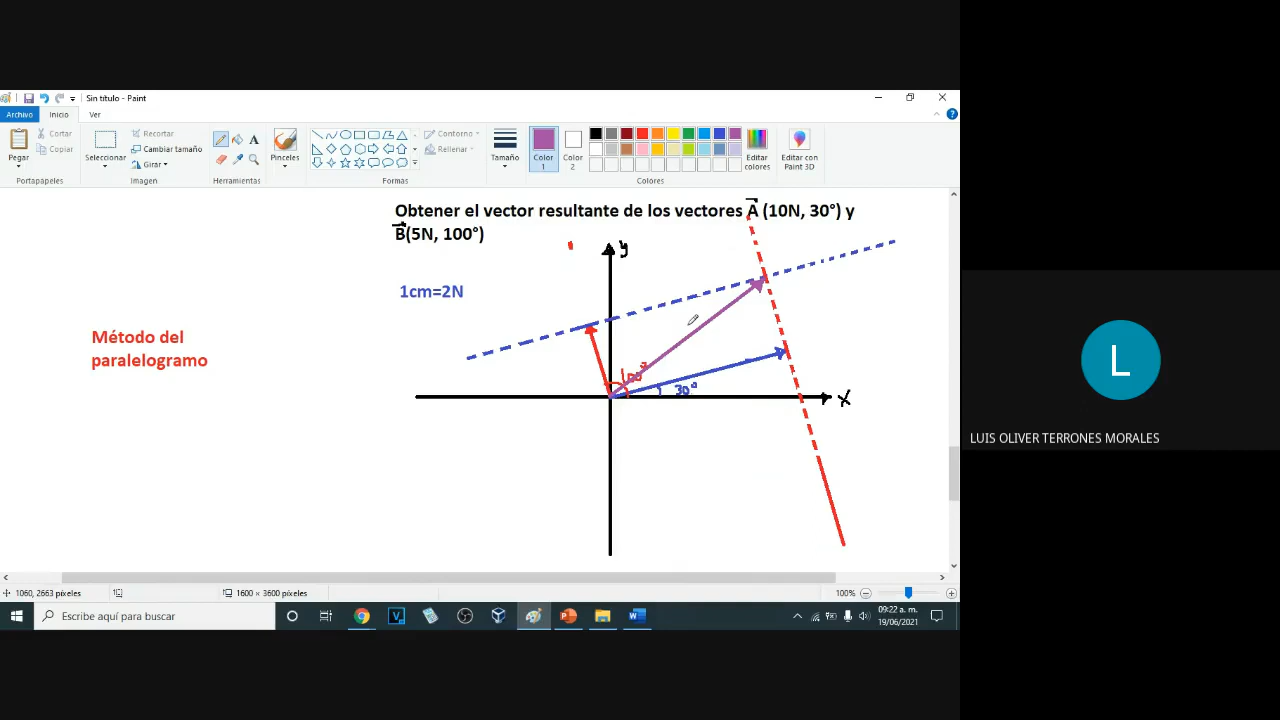 Sin título - Paint
Archivo
Inicio
Ver
Pegar
Cortar
Copiar
Portapapeles
Seleccionar
Recortar
Cambiar tamaño
Girar
Imagen
A
Herramientas
Pinceles
Contorno
Rellenar
Formas
Tamaño
Color
1
Color
2
Editar
colores
Editar con
Paint 3D
Colores
Obtener el vector resultante de los vectores A (10N, 30°) y
B(5N, 100°)
y
1cm=2N
Método del
paralelogramo
100°
30°
X
L
LUIS OLIVER TERRONES MORALES
1060, 2663 píxeles
1600 × 3600 píxeles
100%
Escribe aquí para buscar
09:22 a. m.
19/06/2021